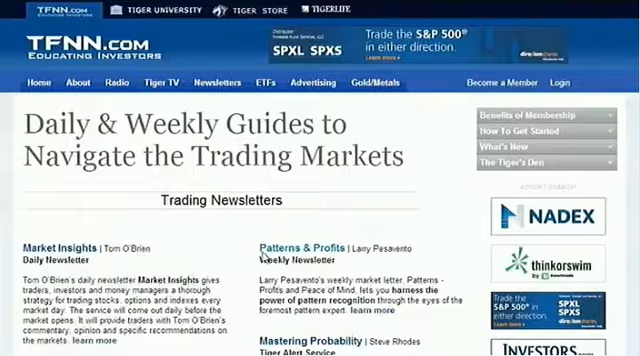 TFNN.COM TIGER UNIVERSITY TIGER STORE TIGERLITE
TFNN.COM
EDUCATING INVESTORS
SPXL SPXS
Trade the S&P 500®
in either direction.
Learn more ›
Home About Radio Tiger TV Newsletters ETFs Advertising Gold/Metals Become a Member Login
Daily & Weekly Guides to
Navigate the Trading Markets
Benefits of Membership
How To Get Started
What's New
The Tiger's Den
ADVERTISEMENT
Trading Newsletters
NADEX
Market Insights | Tom O'Brien
Daily Newsletter
Tom O'Brien's daily newsletter Market Insights gives
traders, investors and money managers a thorough
strategy for trading stocks, options and indexes every
market day. The service will come out daily before the
market opens. It will provide traders with Tom O'Brien's
commentary, opinion and specific recommendations on
the markets. learn more
Patterns & Profits | Larry Pesavento
Weekly Newsletter
Larry Pesavento's weekly market letter, Patterns -
Profits and Peace of Mind, lets you harness the
power of pattern recognition through the eyes of the
foremost pattern expert. learn more
Mastering Probability | Steve Rhodes
Tiger Alert Service
thinkorswim
Trade the
S&P 500®
in either direction.
Learn more ›
SPXL
SPXS
INVESTORS